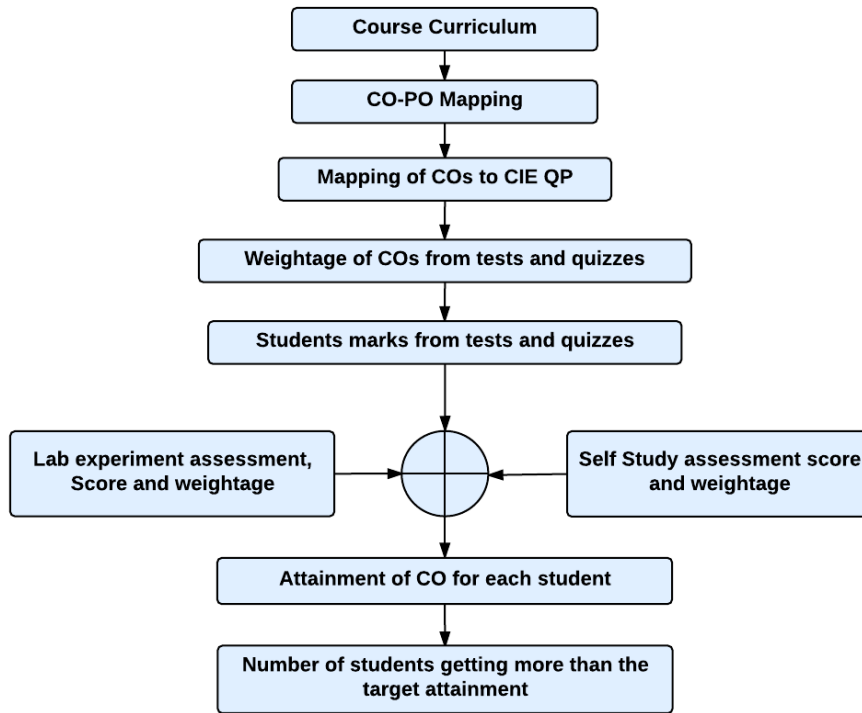 Course Curriculum
CO-PO Mapping
Mapping of COs to CIE QP
Weightage of COs from tests and quizzes
Students marks from tests and quizzes
Lab experiment assessment,
Score and weightage
Self Study assessment score
and weightage
Attainment of CO for each student
Number of students getting more than the
target attainment